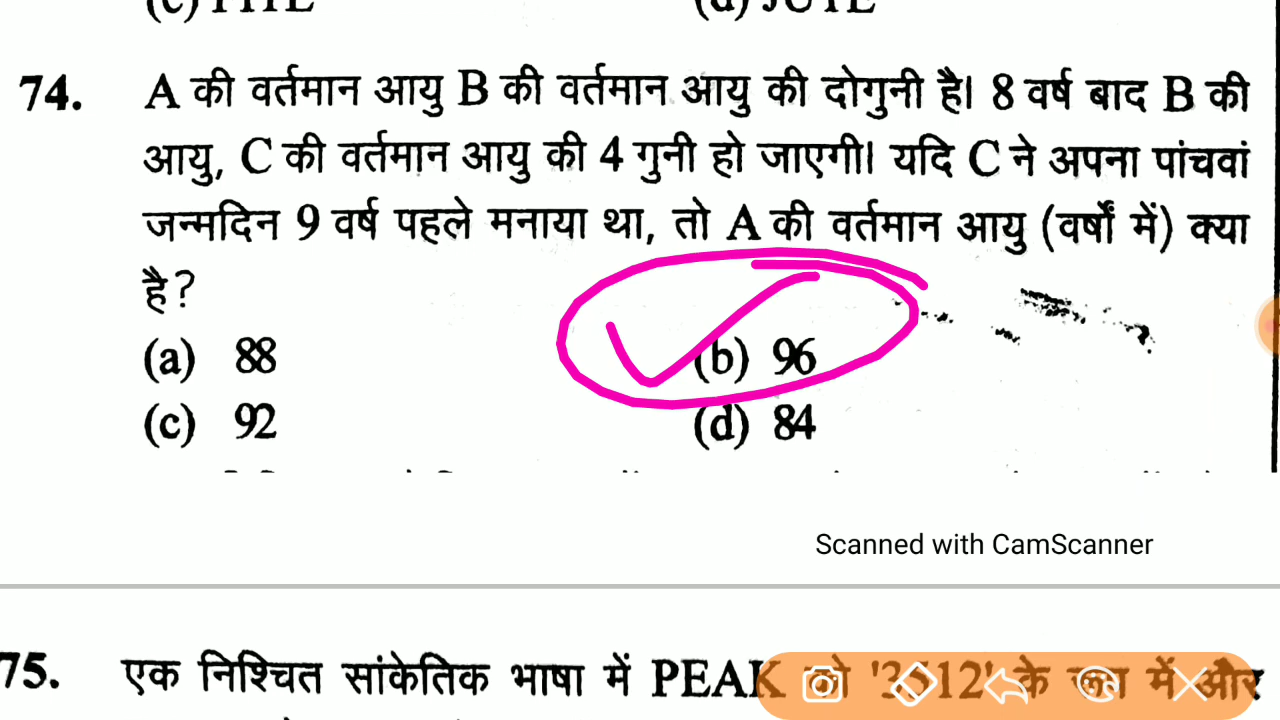 74. A की वर्तमान आयु B की वर्तमान आयु की दोगुनी है। 8 वर्ष बाद B की
आयु, C की वर्तमान आयु की 4 गुनी हो जाएगी। यदि C ने अपना पांचवां
जन्मदिन 9 वर्ष पहले मनाया था, तो A की वर्तमान आयु (वर्षों में) क्या
है?
(a) 88 (b) 96
(c) 92 (d) 84
Scanned with CamScanner
75. एक निश्चित सांकेतिक भाषा में PEAK को '3512' के रूप में और